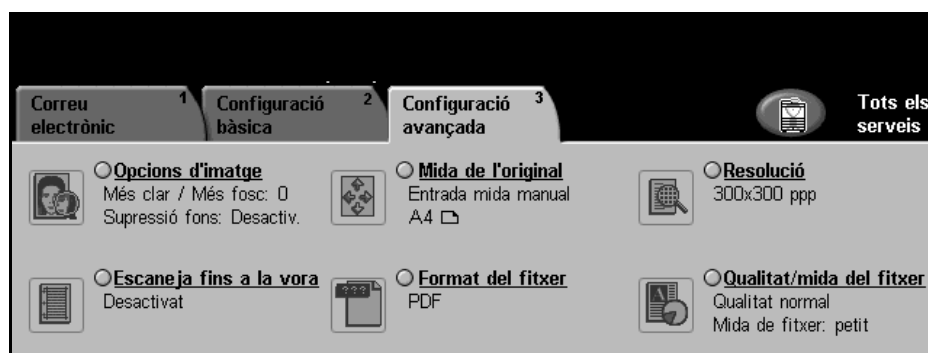 Correu electrònic 1
Configuració bàsica 2
Configuració avançada 3
Tots els serveis
Opcions d'imatge
Més clar / Més fosc: 0
Supressió fons: Desactiv.
Mida de l'original
Entrada mida manual
A4
Resolució
300x300 ppp
Escaneja fins a la vora
Desactivat
Format del fitxer
PDF
Qualitat/mida del fitxer
Qualitat normal
Mida de fitxer: petit